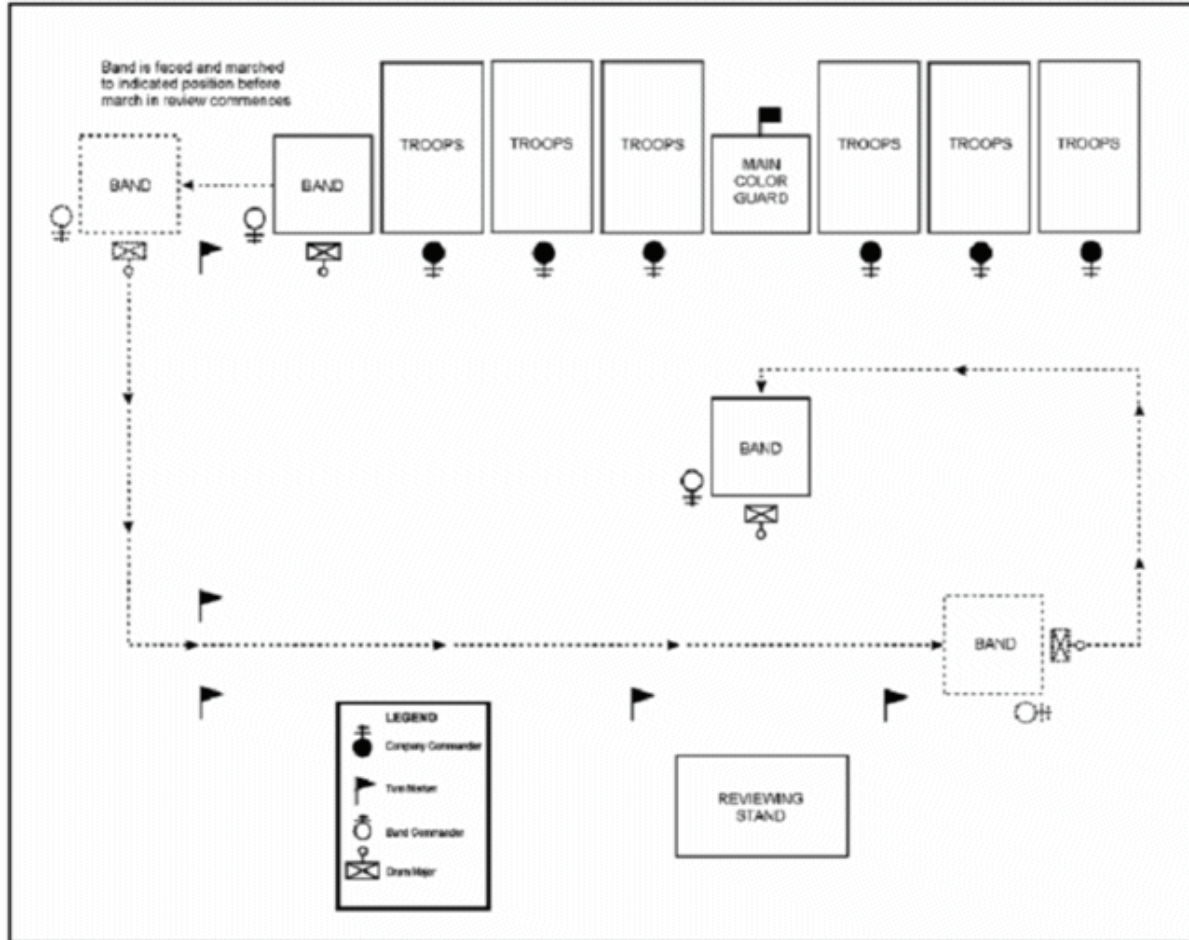 Band is faced and marched
to indicated position before
march in review commences
BAND
BAND
TROOPS
TROOPS
TROOPS
MAIN
COLOR
GUARD
TROOPS
TROOPS
TROOPS
BAND
BAND
LEGEND
Company Commander
Turn Marker
Band Commander
Drum Major
REVIEWING
STAND